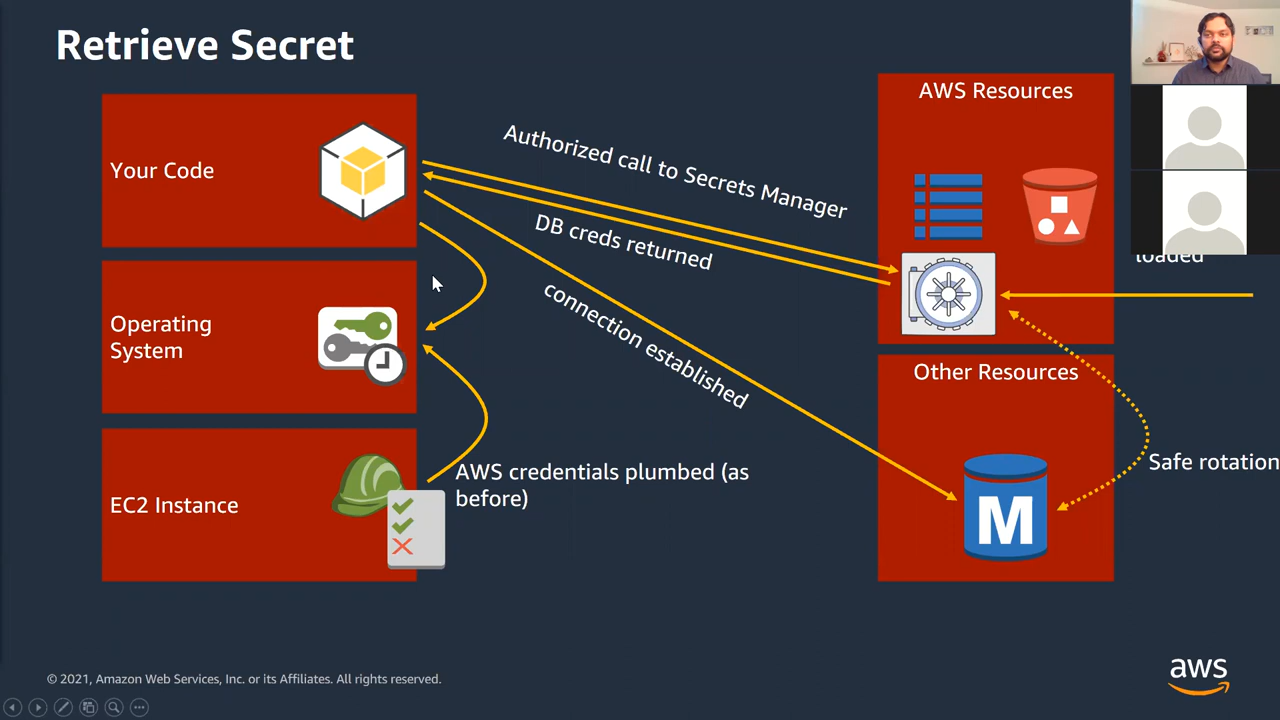 Retrieve Secret
Your Code
Operating
System
EC2 Instance
Authorized call to Secrets Manager
DB creds returned
connection established
AWS credentials plumbed (as
before)
AWS Resources
loaded
Other Resources
M
Safe rotation
© 2021, Amazon Web Services, Inc. or its Affiliates. All rights reserved.
aws